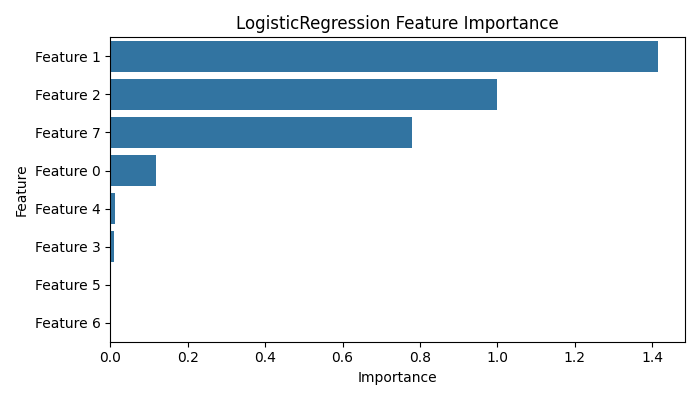 LogisticRegression Feature Importance
Feature 1
Feature 2
Feature 7
Feature 0
Feature 4
Feature 3
Feature 5
Feature 6
Feature
0.0 0.2 0.4 0.6 0.8 1.0 1.2 1.4
Importance